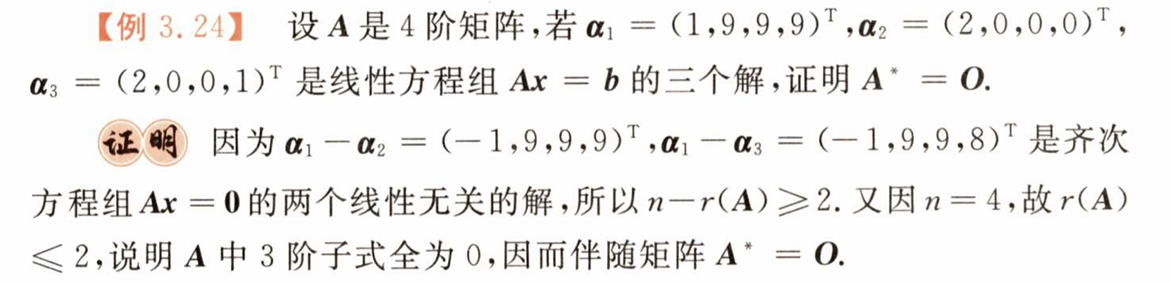 【例 3.24】 设 A 是 4 阶矩阵,若 α₁ = (1,9,9,9)ᵀ,α₂ = (2,0,0,0)ᵀ,
α₃ = (2,0,0,1)ᵀ 是线性方程组 Ax = b 的三个解,证明 A* = O.
证明 因为 α₁ − α₂ = (−1,9,9,9)ᵀ,α₁ − α₃ = (−1,9,9,8)ᵀ 是齐次
方程组 Ax = 0 的两个线性无关的解,所以 n−r(A) ⩾ 2. 又因 n = 4,故 r(A)
⩽ 2,说明 A 中 3 阶子式全为 0,因而伴随矩阵 A* = O.